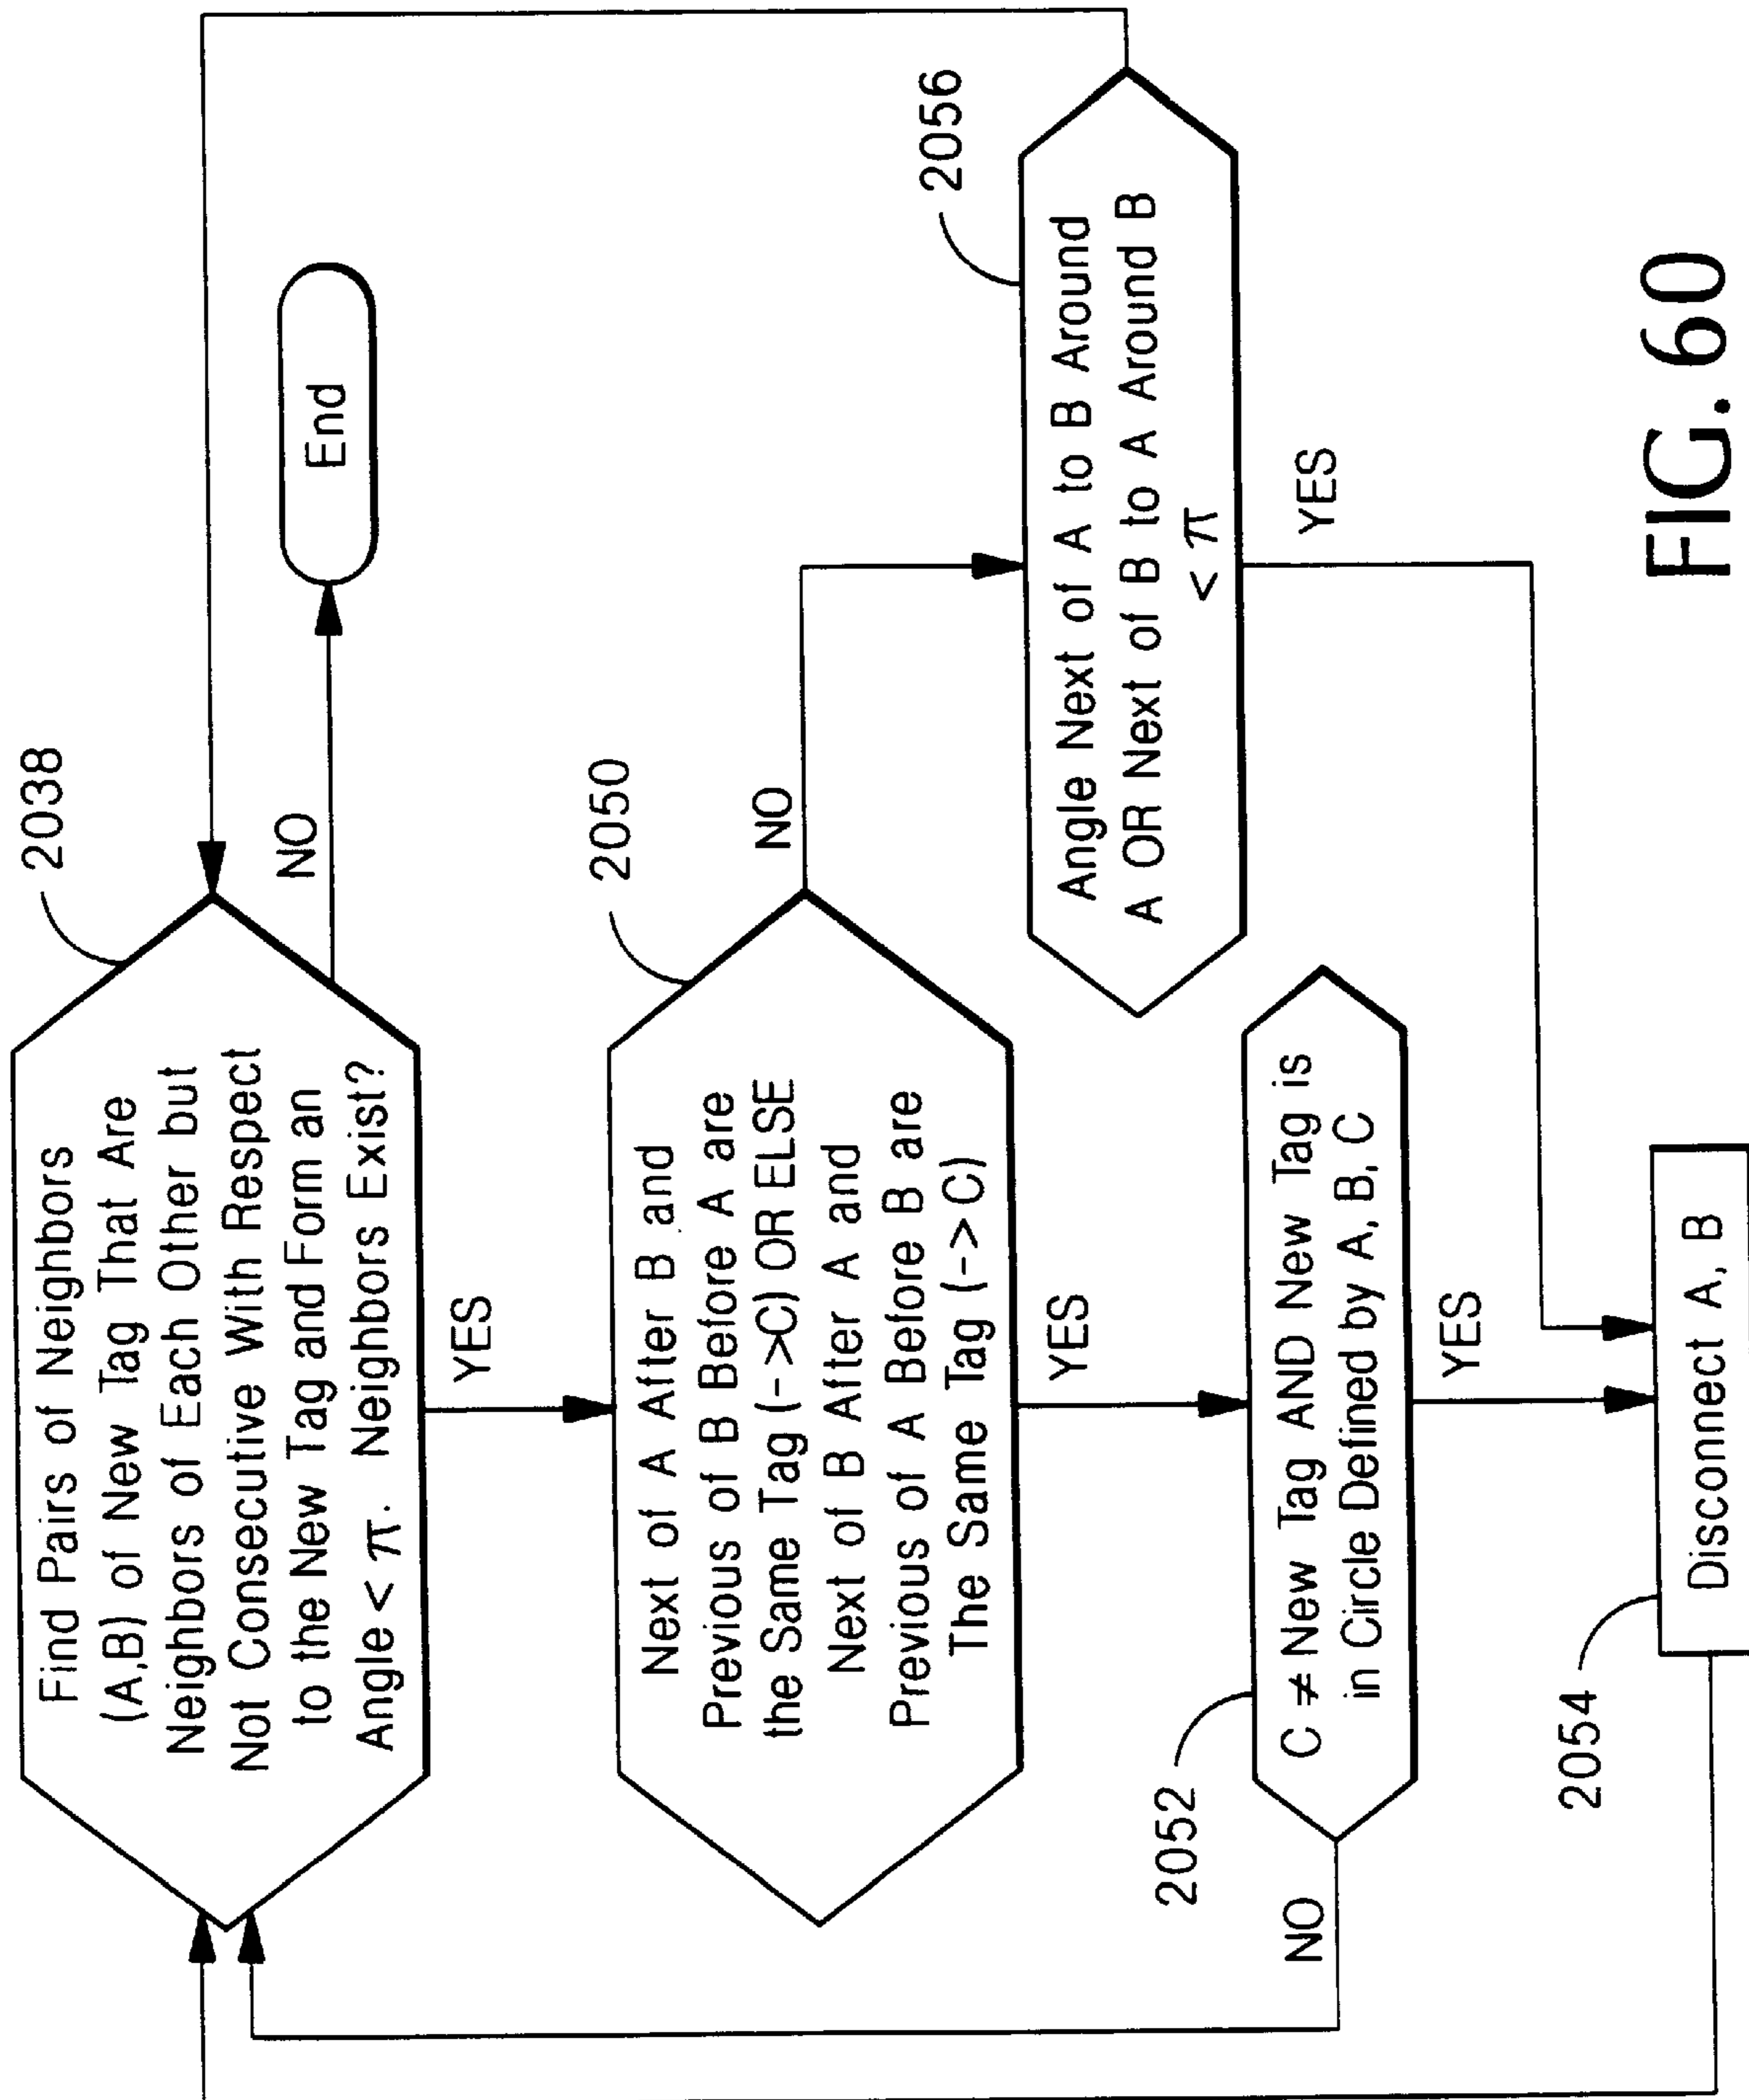 2038
Find Pairs of Neighbors
(A,B) of New Tag That Are
Neighbors of Each Other but
Not Consecutive With Respect
to the New Tag and Form an
Angle < π. Neighbors Exist?
NO
End
YES
2050
Next of A After B and
Previous of B Before A are
the Same Tag (->C) OR ELSE
Next of B After A and
Previous of A Before B are
The Same Tag (->C)
NO
YES
2056
Angle Next of A to B Around
A OR Next of B to A Around B
< π
YES
2052
C ≠ New Tag AND New Tag is
in Circle Defined by A, B, C
NO
YES
2054
Disconnect A, B
FIG. 60